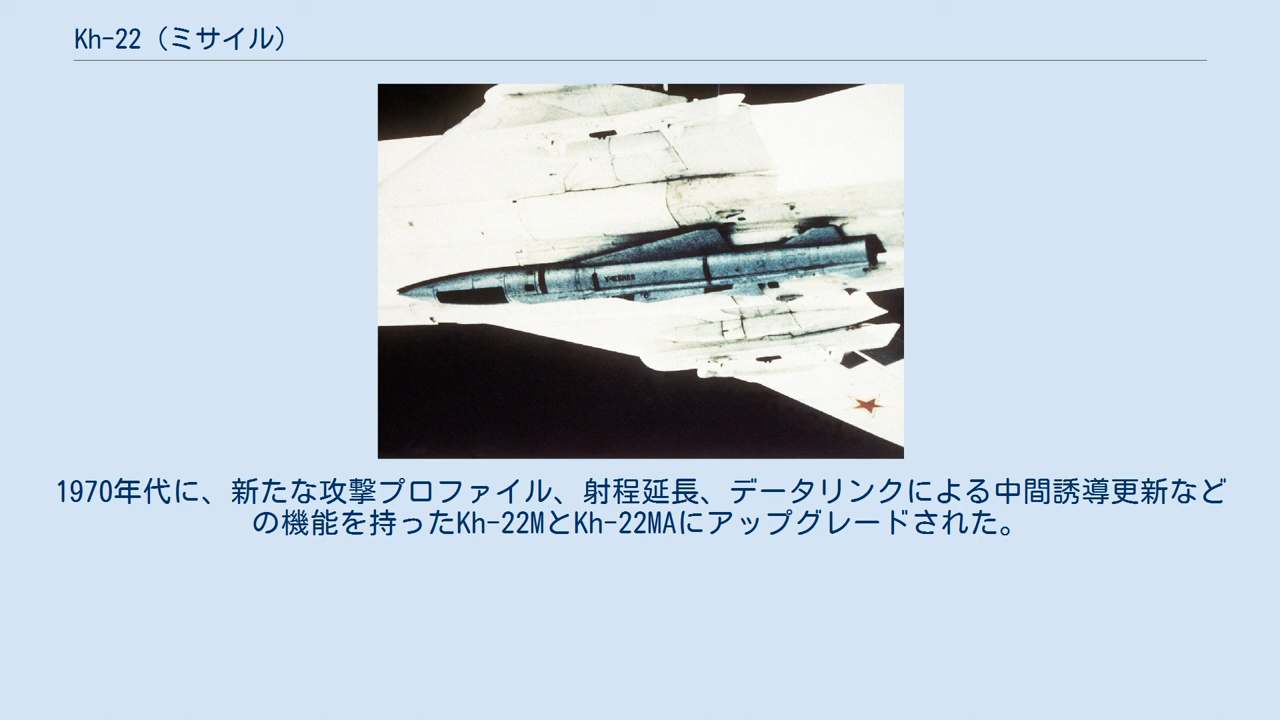 Kh-22（ミサイル）
1970年代に、新たな攻撃プロファイル、射程延長、データリンクによる中間誘導更新など
の機能を持ったKh-22MとKh-22MAにアップグレードされた。